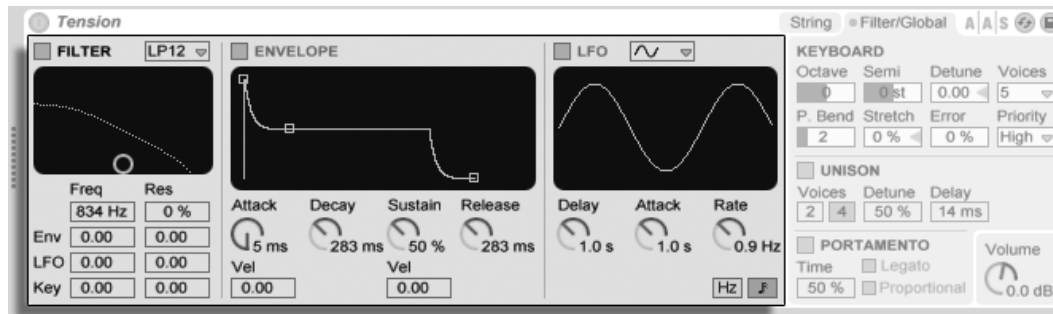 Tension
String Filter/Global A A S
FILTER LP12
Freq Res
834 Hz 0 %
Env 0.00 0.00
LFO 0.00 0.00
Key 0.00 0.00
ENVELOPE
Attack Decay Sustain Release
5 ms 283 ms 50 % 283 ms
Vel Vel
0.00 0.00
LFO
Delay Attack Rate
1.0 s 1.0 s 0.9 Hz
Hz
KEYBOARD
Octave Semi Detune Voices
0 0 st 0.00 5
P. Bend Stretch Error Priority
2 0 % 0 % High
UNISON
Voices Detune Delay
2 4 50 % 14 ms
PORTAMENTO
Time Legato
50 % Proportional
Volume
0.0 dB